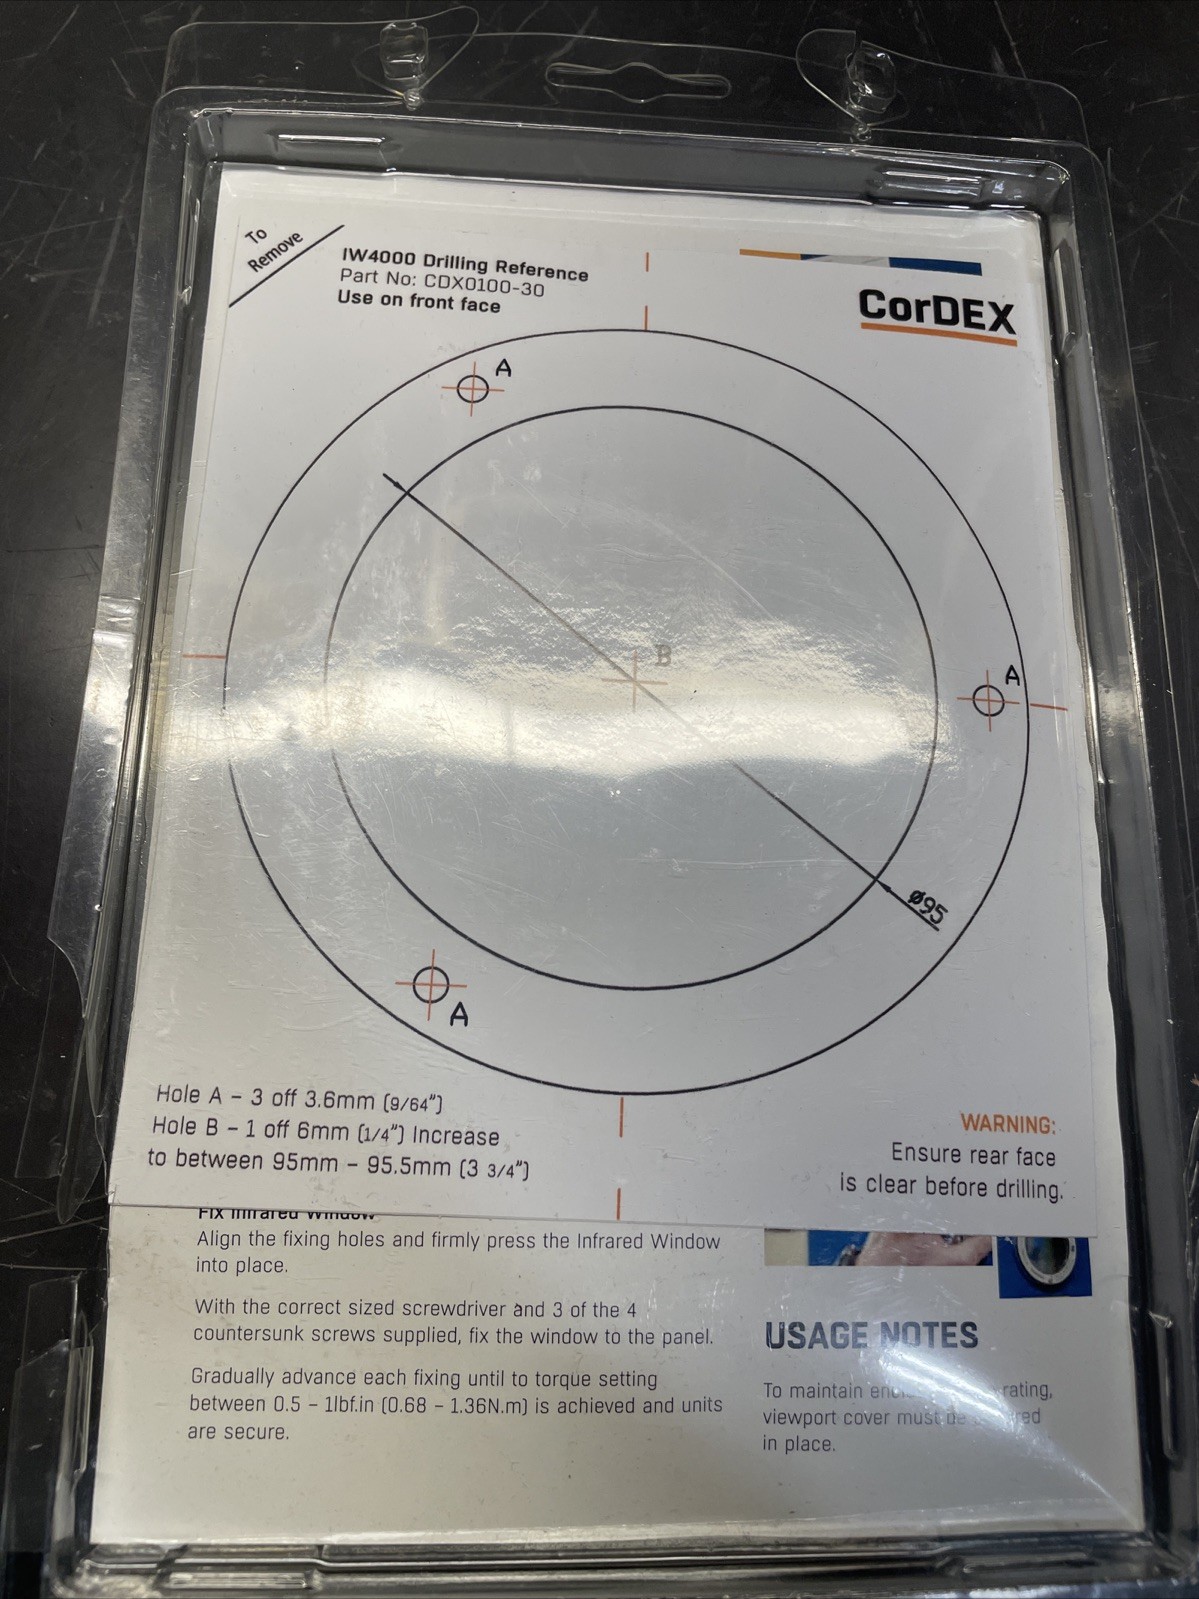 To
Remove
IW4000 Drilling Reference
Part No: CDX0100-30
Use on front face
CorDEX
A
B
A
ø95
A
Hole A - 3 off 3.6mm (9/64")
Hole B - 1 off 6mm (1/4") Increase
to between 95mm - 95.5mm (3 3/4")
WARNING:
Ensure rear face
is clear before drilling.
Fix Infrared Window.
Align the fixing holes and firmly press the Infrared Window
into place.
With the correct sized screwdriver and 3 of the 4
countersunk screws supplied, fix the window to the panel.
Gradually advance each fixing until to torque setting
between 0.5 - 1lbf.in (0.68 - 1.36N.m) is achieved and units
are secure.
USAGE NOTES
To maintain rating,
viewport cover must be
in place.